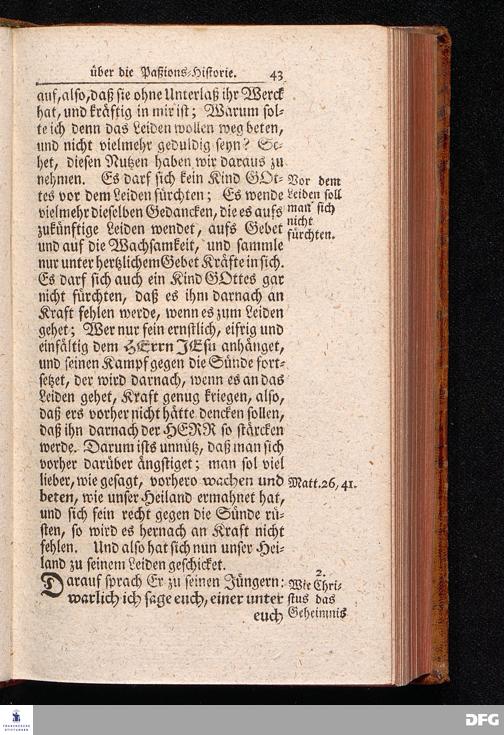 über die Paßions-Historie. 43
auf, also, daß sie ohne Unterlaß ihr Werck
hat, und kräftig in mir ist; Warum sol-
te ich denn das Leiden wollen weg beten,
und nicht vielmehr geduldig seyn? Se-
het, diesen Nutzen haben wir daraus zu
nehmen. Es darf sich kein Kind GOt-
tes vor dem Leiden fürchten; Es wende
vielmehr dieselben Gedancken, die es aufs
zukünftige Leiden wendet, aufs Gebet
und auf die Wachsamkeit, und sammle
nur unter hertzlichem Gebet Kräfte in sich.
Es darf sich auch ein Kind GOttes gar
nicht fürchten, daß es ihm darnach an
Kraft fehlen werde, wenn es zum Leiden
gehet; Wer nur fein ernstlich, eifrig und
einfältig dem HErrn JEsu anhänget,
und seinen Kampf gegen die Sünde fort-
setzet, der wird darnach, wenn es an das
Leiden gehet, Kraft genug kriegen, also,
daß ers vorher nicht hätte dencken sollen,
daß ihn darnach der HERR so stärcken
werde. Darum ists unnütz, daß man sich
vorher darüber ängstiget; man sol viel
lieber, wie gesagt, vorhero wachen und
beten, wie unser Heiland ermahnet hat,
und sich fein recht gegen die Sünde rü-
sten, so wird es hernach an Kraft nicht
fehlen. Und also hat sich nun unser Hei-
land zu seinem Leiden geschicket.
Darauf sprach Er zu seinen Jüngern:
warlich ich sage euch, einer unter
euch
Vor dem
Leiden soll
man sich
nicht
fürchten.
Matt. 26, 41.
2.
Wie Chri-
stus das
Geheimnis
FRANCKESCHE
STIFTUNGEN
DFG